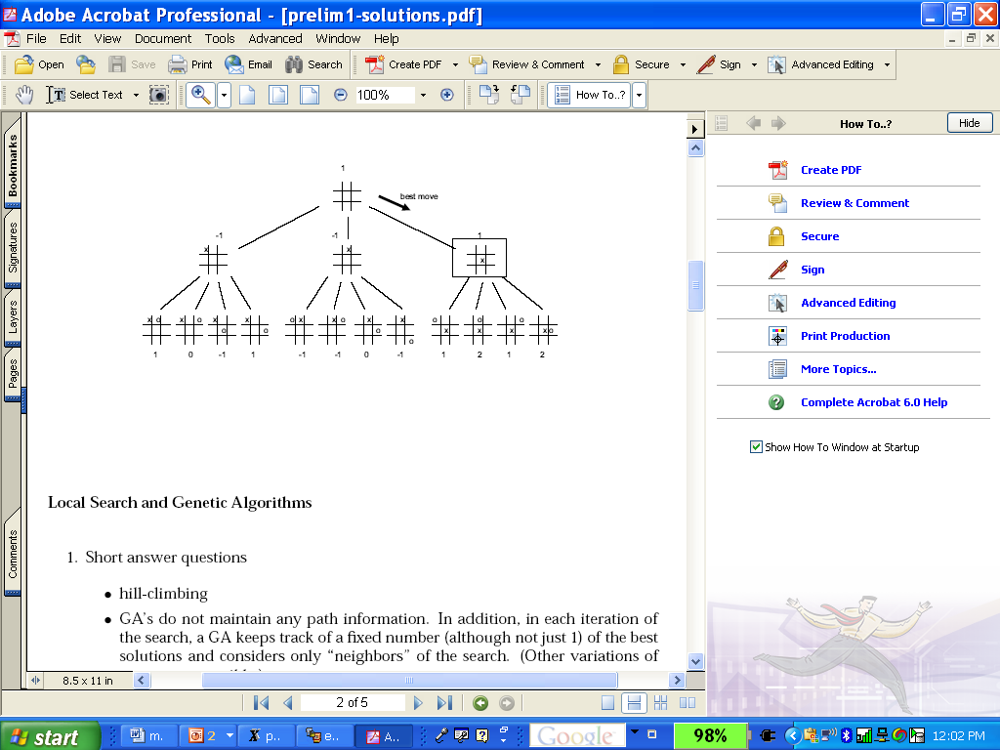 Adobe Acrobat Professional - [prelim1-solutions.pdf]
File Edit View Document Tools Advanced Window Help
Open Save Print Email Search Create PDF Review & Comment Secure Sign Advanced Editing
Select Text 100% How To..?
How To..? Hide
Bookmarks
Signatures
Layers
Pages
Comments
1
best move
-1 -1 1
x x x
x o x o x x o x o x o x x o x o o x o x o x x o
1 0 -1 1 -1 -1 0 -1 1 2 1 2
Create PDF
Review & Comment
Secure
Sign
Advanced Editing
Print Production
More Topics...
Complete Acrobat 6.0 Help
Show How To Window at Startup
Local Search and Genetic Algorithms
1. Short answer questions
• hill-climbing
• GA's do not maintain any path information. In addition, in each iteration of
the search, a GA keeps track of a fixed number (although not just 1) of the best
solutions and considers only “neighbors” of the search. (Other variations of
8.5 x 11 in
2 of 5
start m. 2 p.. e.. A.. Google 98% 12:02 PM